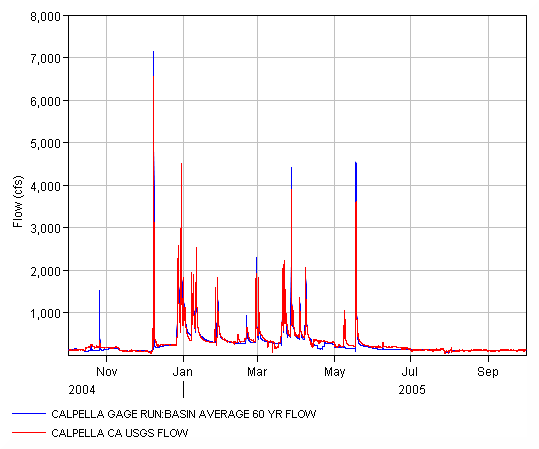 8,000
7,000
6,000
5,000
4,000
3,000
2,000
1,000
Flow (cfs)
Nov Jan Mar May Jul Sep
2004 2005
CALPELLA GAGE RUN:BASIN AVERAGE 60 YR FLOW
CALPELLA CA USGS FLOW